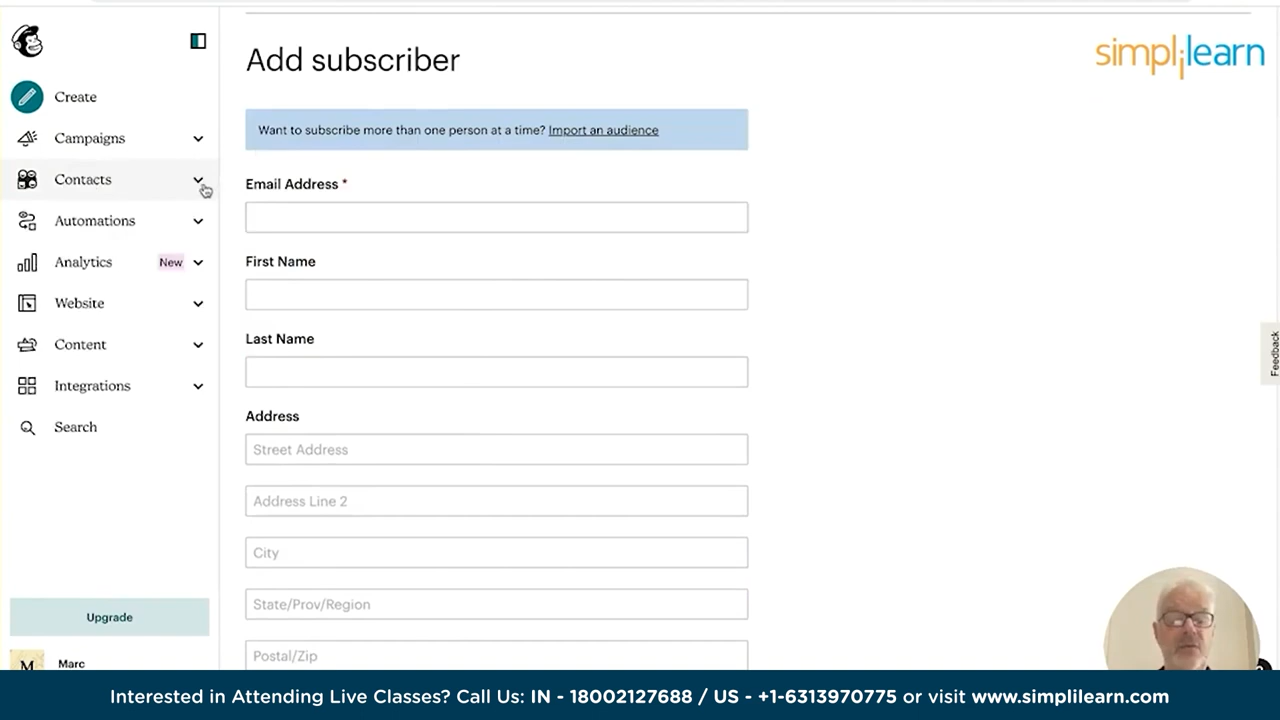 simplilearn
Add subscriber
Create
Want to subscribe more than one person at a time? Import an audience
Campaigns
Contacts
Email Address *
Automations
First Name
Analytics New
Website
Last Name
Content
Integrations
Address
Search
Street Address
Address Line 2
City
State/Prov/Region
Postal/Zip
Upgrade
M
Marc
Feedback
Interested in Attending Live Classes? Call Us: IN - 18002127688 / US - +1-6313970775 or visit www.simplilearn.com